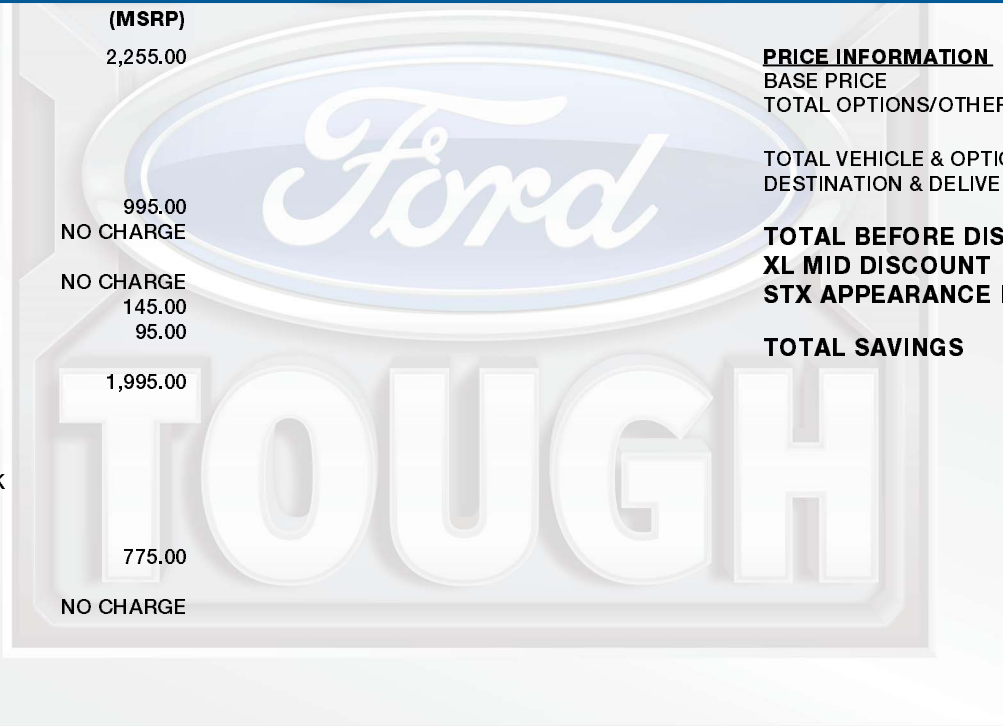 (MSRP)
2,255.00
995.00
NO CHARGE
NO CHARGE
145.00
95.00
1,995.00
K
775.00
NO CHARGE
PRICE INFORMATION
BASE PRICE
TOTAL OPTIONS/OTHER
TOTAL VEHICLE & OPTIO
DESTINATION & DELIVE
TOTAL BEFORE DIS
XL MID DISCOUNT
STX APPEARANCE
TOTAL SAVINGS
Ford
TOUGH